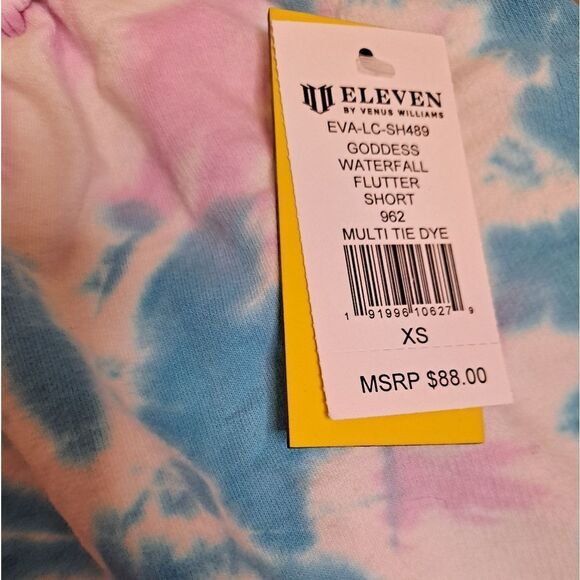 ELEVEN
BY VENUS WILLIAMS
EVA-LC-SH489
GODDESS
WATERFALL
FLUTTER
SHORT
962
MULTI TIE DYE
1 91996 10627 9
XS
MSRP $88.00